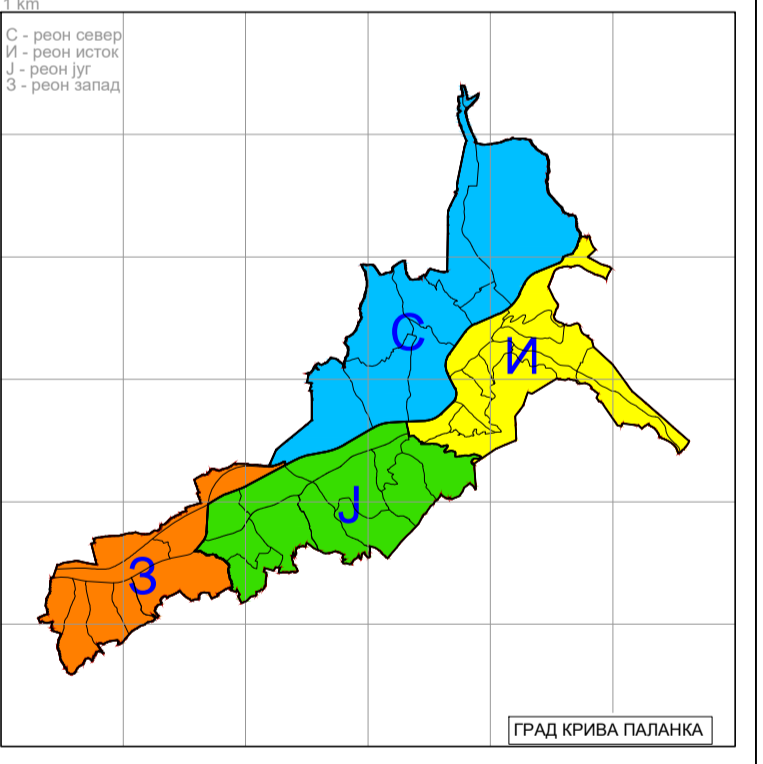 1 km
С - реон север
И - реон исток
Ј - реон југ
З - реон запад
С
И
Ј
З
ГРАД КРИВА ПАЛАНКА